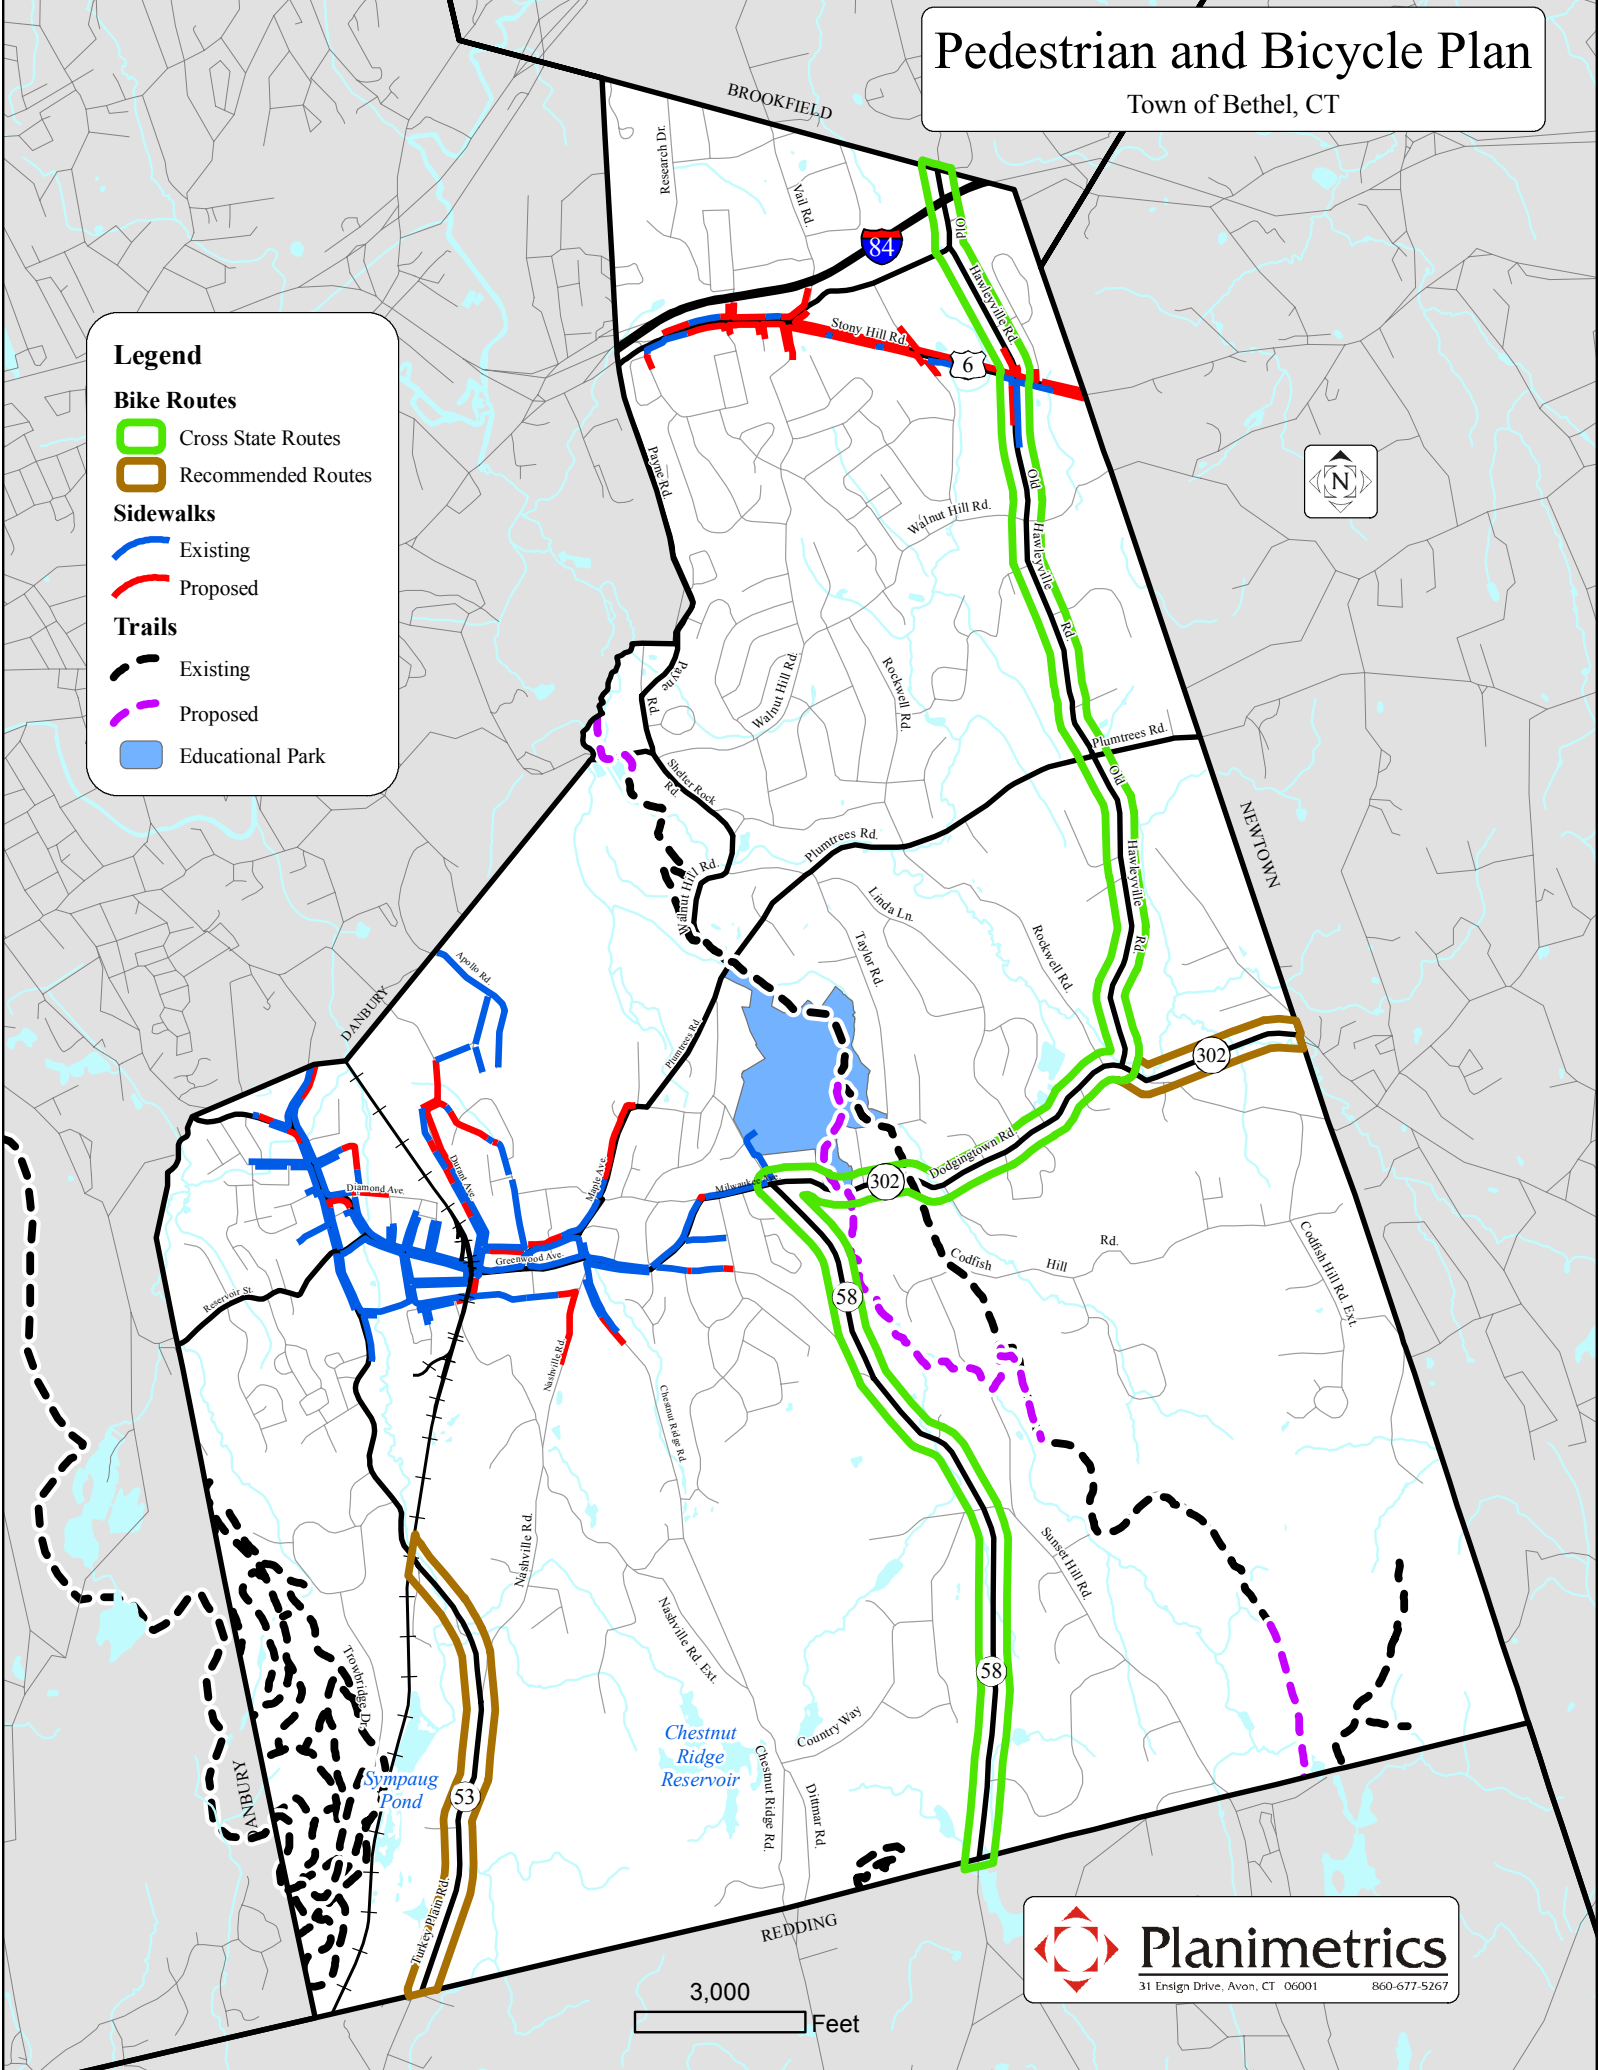 Pedestrian and Bicycle Plan
Town of Bethel, CT
BROOKFIELD
Research Dr.
Vail Rd.
84
Old
Hawleyville Rd.
Stony Hill Rd.
6
Legend
Bike Routes
Cross State Routes
Recommended Routes
Sidewalks
Existing
Proposed
Trails
Existing
Proposed
Educational Park
N
Payne Rd.
Walnut Hill Rd.
Old
Hawleyville
Rd.
Payne
Rd.
Walnut Hill Rd.
Rockwell Rd.
Plumtrees Rd.
Shelter Rock
Rd.
Old
Hawleyville
Rd.
NEWTOWN
Plumtrees Rd.
Walnut Hill Rd.
Linda Ln.
Taylor Rd.
Rockwell Rd.
Apollo Rd.
DANBURY
Plumtrees Rd.
302
Durant Ave.
Diamond Ave.
Maple Ave.
Milwaukee Ave.
302
Dodgingtown Rd.
Greenwood Ave.
Reservoir St.
Codfish
Hill
Rd.
Codfish Hill Rd. Ext.
58
Nashville Rd.
Chestnut Ridge Rd
Nashville Rd.
Sunset Hill Rd.
Nashville Rd. Ext.
Trowbridge Dr.
58
Country Way
Chestnut
Ridge
Reservoir
Sympaug
Pond
53
DANBURY
Chestnut Ridge Rd.
Dittmar Rd.
Turkey Plain Rd.
REDDING
Planimetrics
31 Ensign Drive, Avon, CT 06001 860-677-5267
3,000
Feet